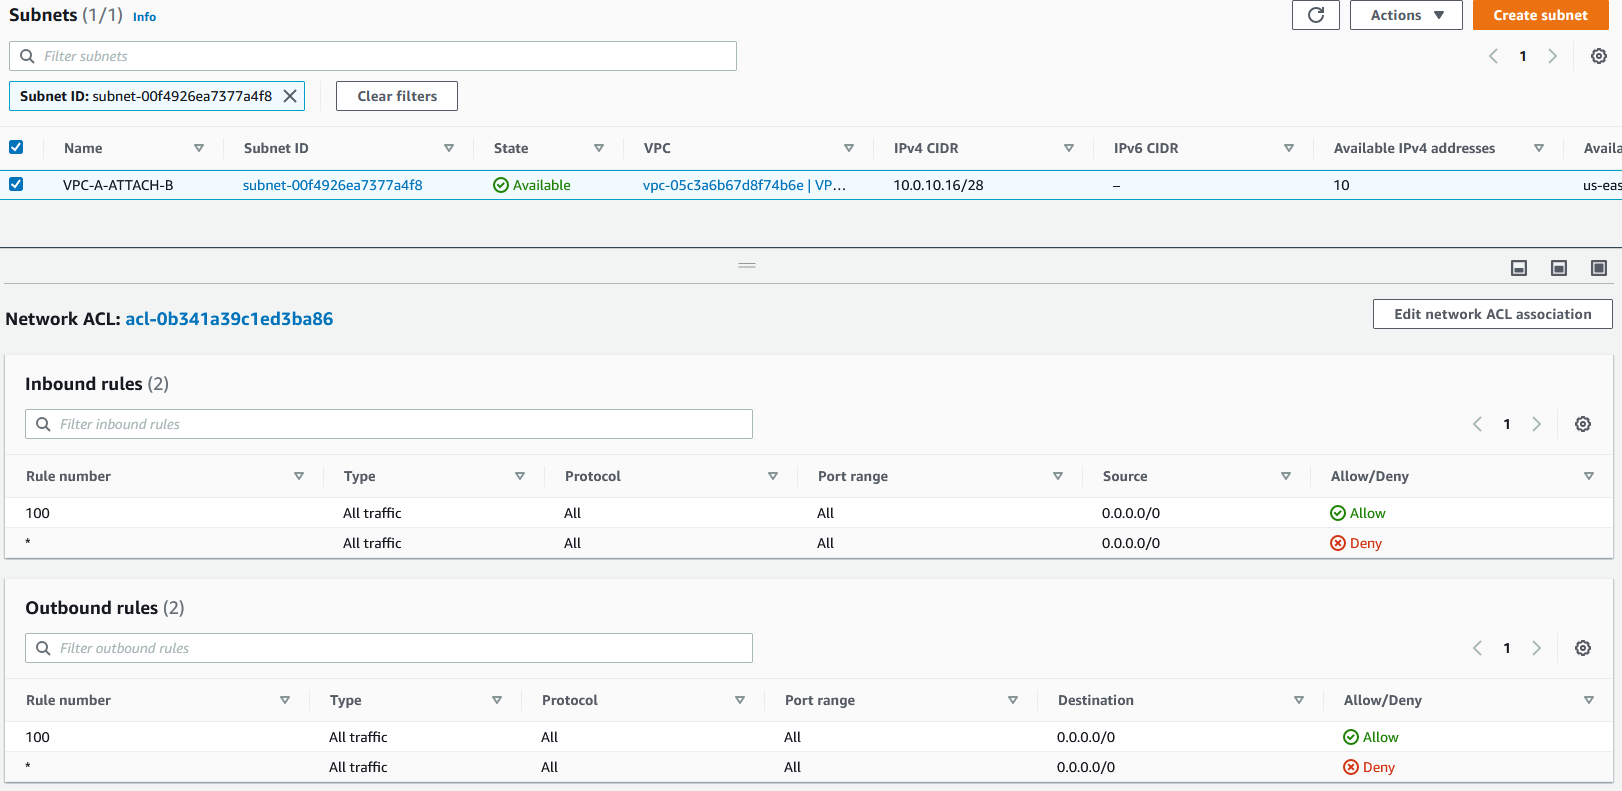 Subnets (1/1) Info
Actions
Create subnet
Filter subnets
1
Subnet ID: subnet-00f4926ea7377a4f8
Clear filters
Name Subnet ID State VPC IPv4 CIDR IPv6 CIDR Available IPv4 addresses Availa
VPC-A-ATTACH-B subnet-00f4926ea7377a4f8 Available vpc-05c3a6b67d8f74b6e | VP... 10.0.10.16/28 – 10 us-eas
Network ACL: acl-0b341a39c1ed3ba86
Edit network ACL association
Inbound rules (2)
Filter inbound rules
1
Rule number Type Protocol Port range Source Allow/Deny
100 All traffic All All 0.0.0.0/0 Allow
* All traffic All All 0.0.0.0/0 Deny
Outbound rules (2)
Filter outbound rules
1
Rule number Type Protocol Port range Destination Allow/Deny
100 All traffic All All 0.0.0.0/0 Allow
* All traffic All All 0.0.0.0/0 Deny